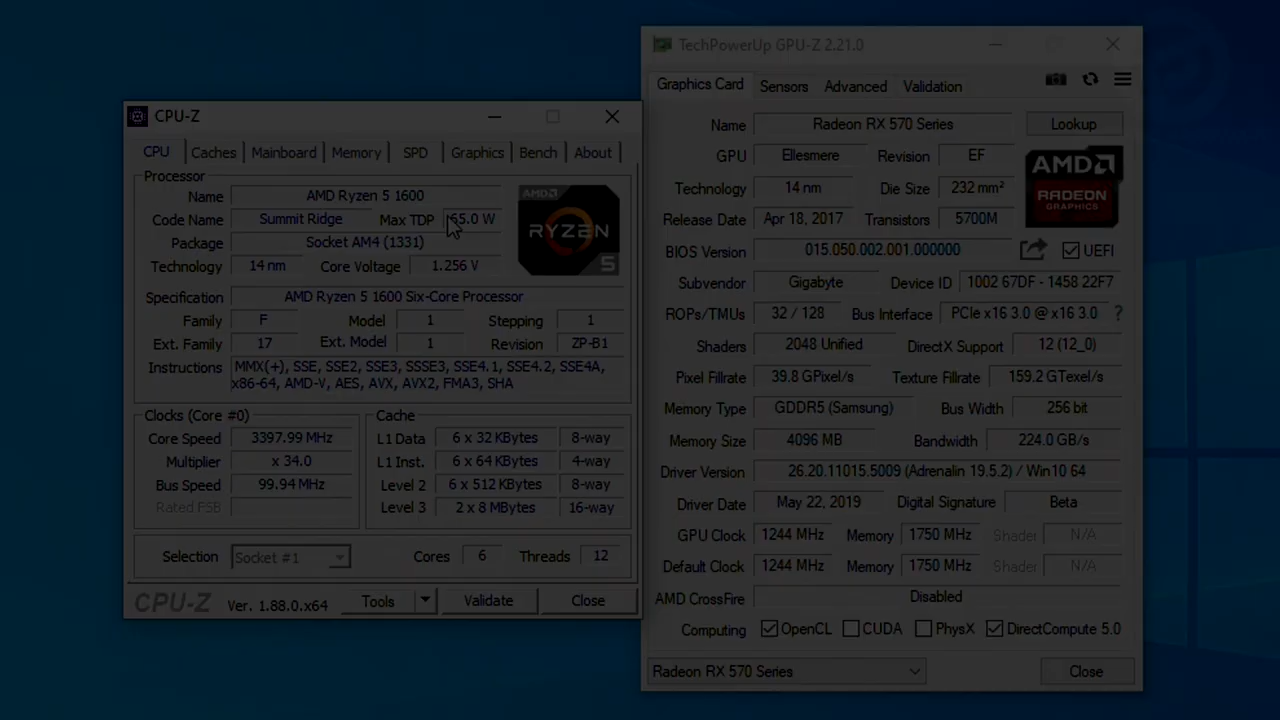 CPU-Z
CPU Caches Mainboard Memory SPD Graphics Bench About
Processor
Name AMD Ryzen 5 1600
Code Name Summit Ridge Max TDP 65.0 W
Package Socket AM4 (1331)
Technology 14 nm Core Voltage 1.256 V
AMD
RYZEN
5
Specification AMD Ryzen 5 1600 Six-Core Processor
Family F Model 1 Stepping 1
Ext. Family 17 Ext. Model 1 Revision ZP-B1
Instructions MMX(+), SSE, SSE2, SSE3, SSSE3, SSE4.1, SSE4.2, SSE4A,
x86-64, AMD-V, AES, AVX, AVX2, FMA3, SHA
Clocks (Core #0)
Core Speed 3397.99 MHz
Multiplier x 34.0
Bus Speed 99.94 MHz
Rated FSB
Cache
L1 Data 6 x 32 KBytes 8-way
L1 Inst. 6 x 64 KBytes 4-way
Level 2 6 x 512 KBytes 8-way
Level 3 2 x 8 MBytes 16-way
Selection Socket #1 Cores 6 Threads 12
CPU-Z Ver. 1.88.0.x64 Tools Validate Close
TechPowerUp GPU-Z 2.21.0
Graphics Card Sensors Advanced Validation
Name Radeon RX 570 Series Lookup
GPU Ellesmere Revision EF
Technology 14 nm Die Size 232 mm²
Release Date Apr 18, 2017 Transistors 5700M
AMD
RADEON
GRAPHICS
BIOS Version 015.050.002.001.000000 UEFI
Subvendor Gigabyte Device ID 1002 67DF - 1458 22F7
ROPs/TMUs 32 / 128 Bus Interface PCIe x16 3.0 @ x16 3.0 ?
Shaders 2048 Unified DirectX Support 12 (12_0)
Pixel Fillrate 39.8 GPixel/s Texture Fillrate 159.2 GTexel/s
Memory Type GDDR5 (Samsung) Bus Width 256 bit
Memory Size 4096 MB Bandwidth 224.0 GB/s
Driver Version 26.20.11015.5009 (Adrenalin 19.5.2) / Win10 64
Driver Date May 22, 2019 Digital Signature Beta
GPU Clock 1244 MHz Memory 1750 MHz Shader N/A
Default Clock 1244 MHz Memory 1750 MHz Shader N/A
AMD CrossFire Disabled
Computing OpenCL CUDA PhysX DirectCompute 5.0
Radeon RX 570 Series Close